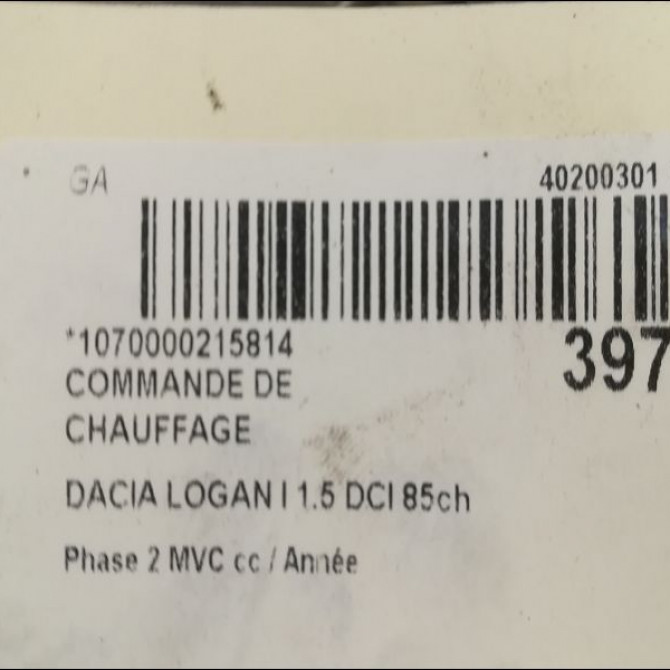 GA 40200301
*1070000215814 397
COMMANDE DE
CHAUFFAGE
DACIA LOGAN I 1.5 DCI 85ch
Phase 2 MVC cc / Année